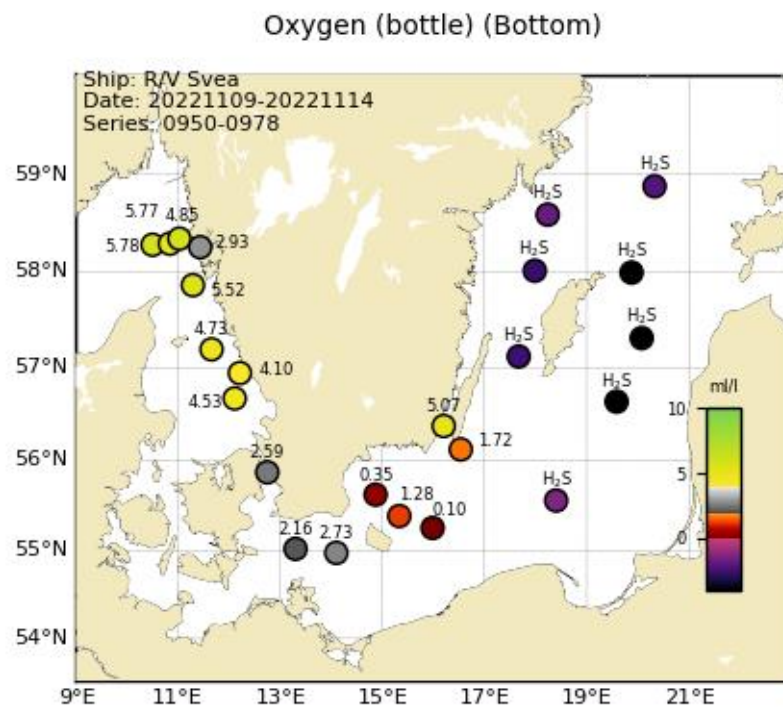 Oxygen (bottle) (Bottom)
Ship: R/V Svea
Date: 20221109-20221114
Series: 0950-0978
59°N
H₂S
H₂S
5.77
4.85
5.78
2.93
58°N
H₂S
H₂S
5.52
4.73
H₂S
H₂S
57°N
4.10
4.53
H₂S
ml/l
10
5.07
1.72
56°N
2.59
5
0.35
H₂S
1.28
0.10
2.16
2.73
0
55°N
54°N
9°E 11°E 13°E 15°E 17°E 19°E 21°E